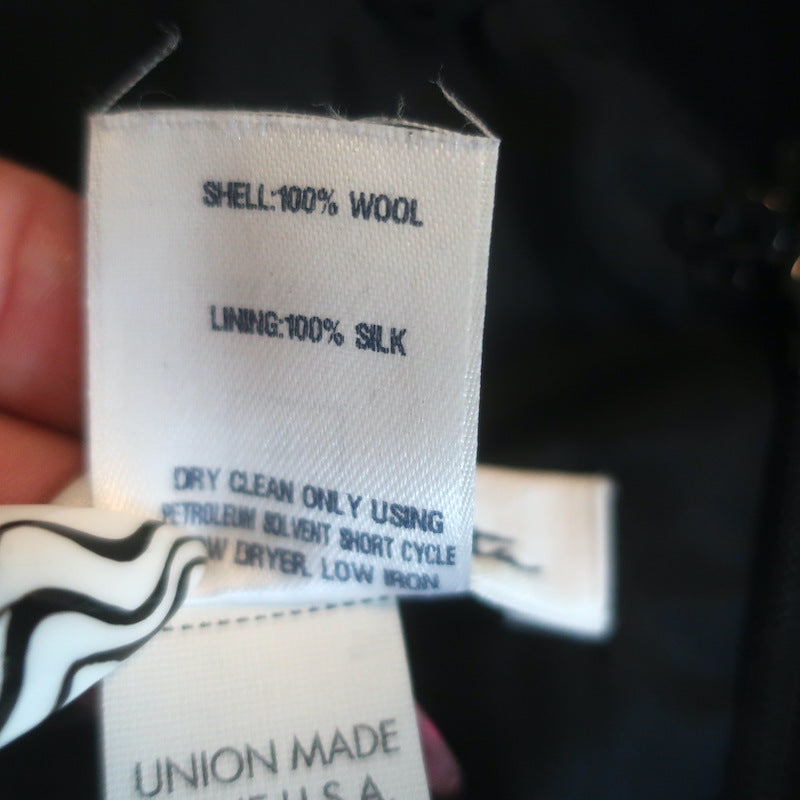 SHELL:100% WOOL
LINING:100% SILK
DRY CLEAN ONLY USING
PETROLEUM SOLVENT SHORT CYCLE
DRYER. LOW IRON
UNION MADE
U.S.A.